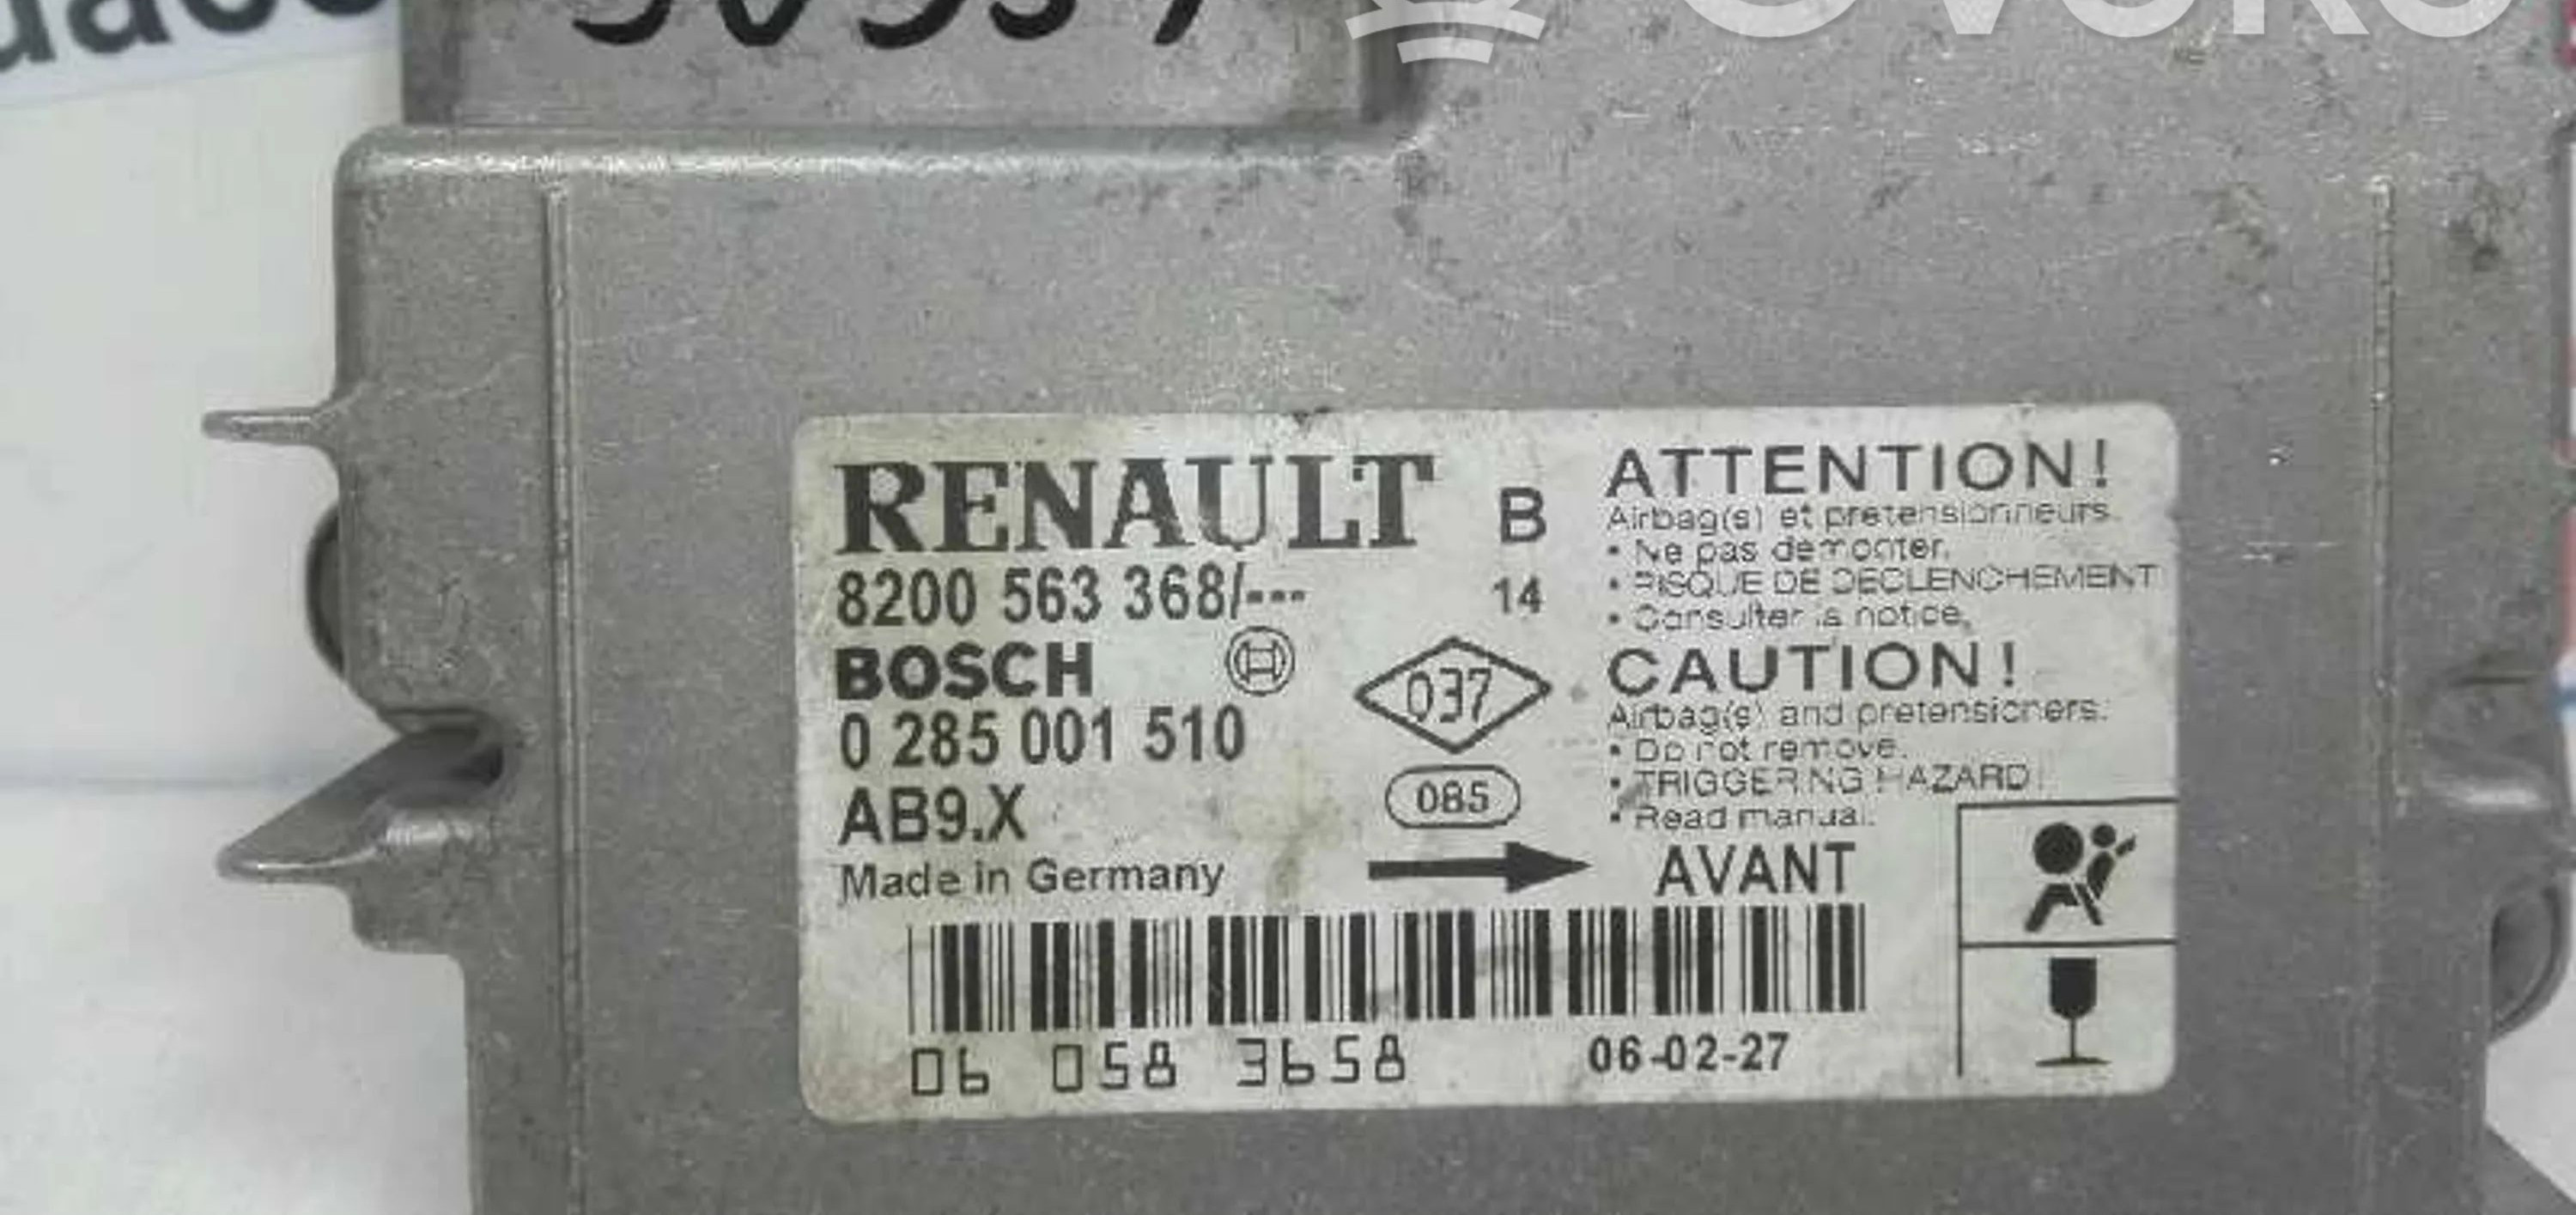 RENAULT B
8200 563 368/---
14
BOSCH
0 285 001 510
AB9.X
Made in Germany
037
085
ATTENTION!
Airbag(s) et pretensionneurs.
• Ne pas demonter.
• RISQUE DE DECLENCHEMENT
• Consulter la notice.
CAUTION!
Airbag(s) and pretensioners:
• Do not remove.
• TRIGGERING HAZARD!
• Read manual.
AVANT
06 058 3658
06-02-27